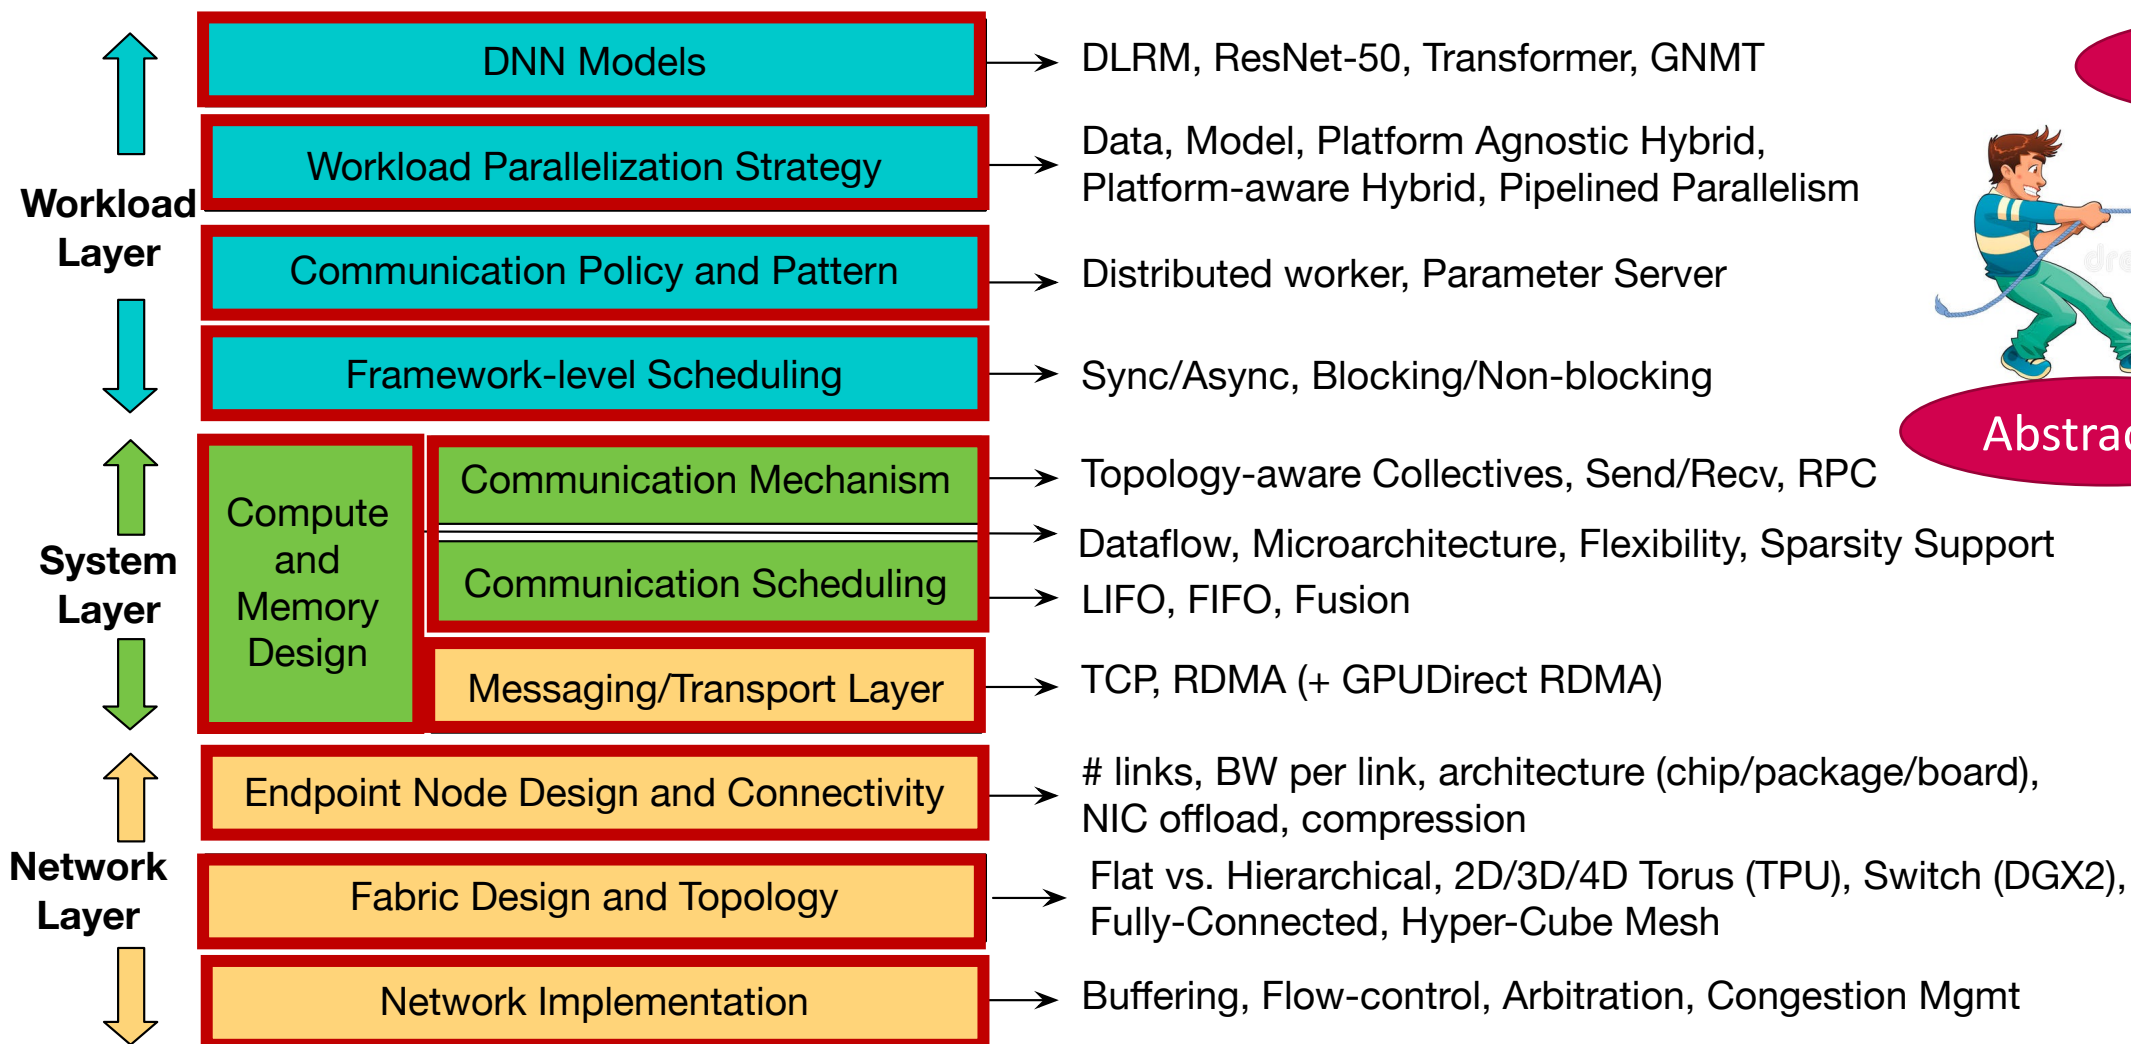 DNN Models
DLRM, ResNet-50, Transformer, GNMT
Workload Parallelization Strategy
Data, Model, Platform Agnostic Hybrid,
Platform-aware Hybrid, Pipelined Parallelism
Workload
Layer
Communication Policy and Pattern
Distributed worker, Parameter Server
Framework-level Scheduling
Sync/Async, Blocking/Non-blocking
Abstrac
System
Layer
Compute
and
Memory
Design
Communication Mechanism
Topology-aware Collectives, Send/Recv, RPC
Dataflow, Microarchitecture, Flexibility, Sparsity Support
Communication Scheduling
LIFO, FIFO, Fusion
Messaging/Transport Layer
TCP, RDMA (+ GPUDirect RDMA)
Network
Layer
Endpoint Node Design and Connectivity
# links, BW per link, architecture (chip/package/board),
NIC offload, compression
Fabric Design and Topology
Flat vs. Hierarchical, 2D/3D/4D Torus (TPU), Switch (DGX2),
Fully-Connected, Hyper-Cube Mesh
Network Implementation
Buffering, Flow-control, Arbitration, Congestion Mgmt